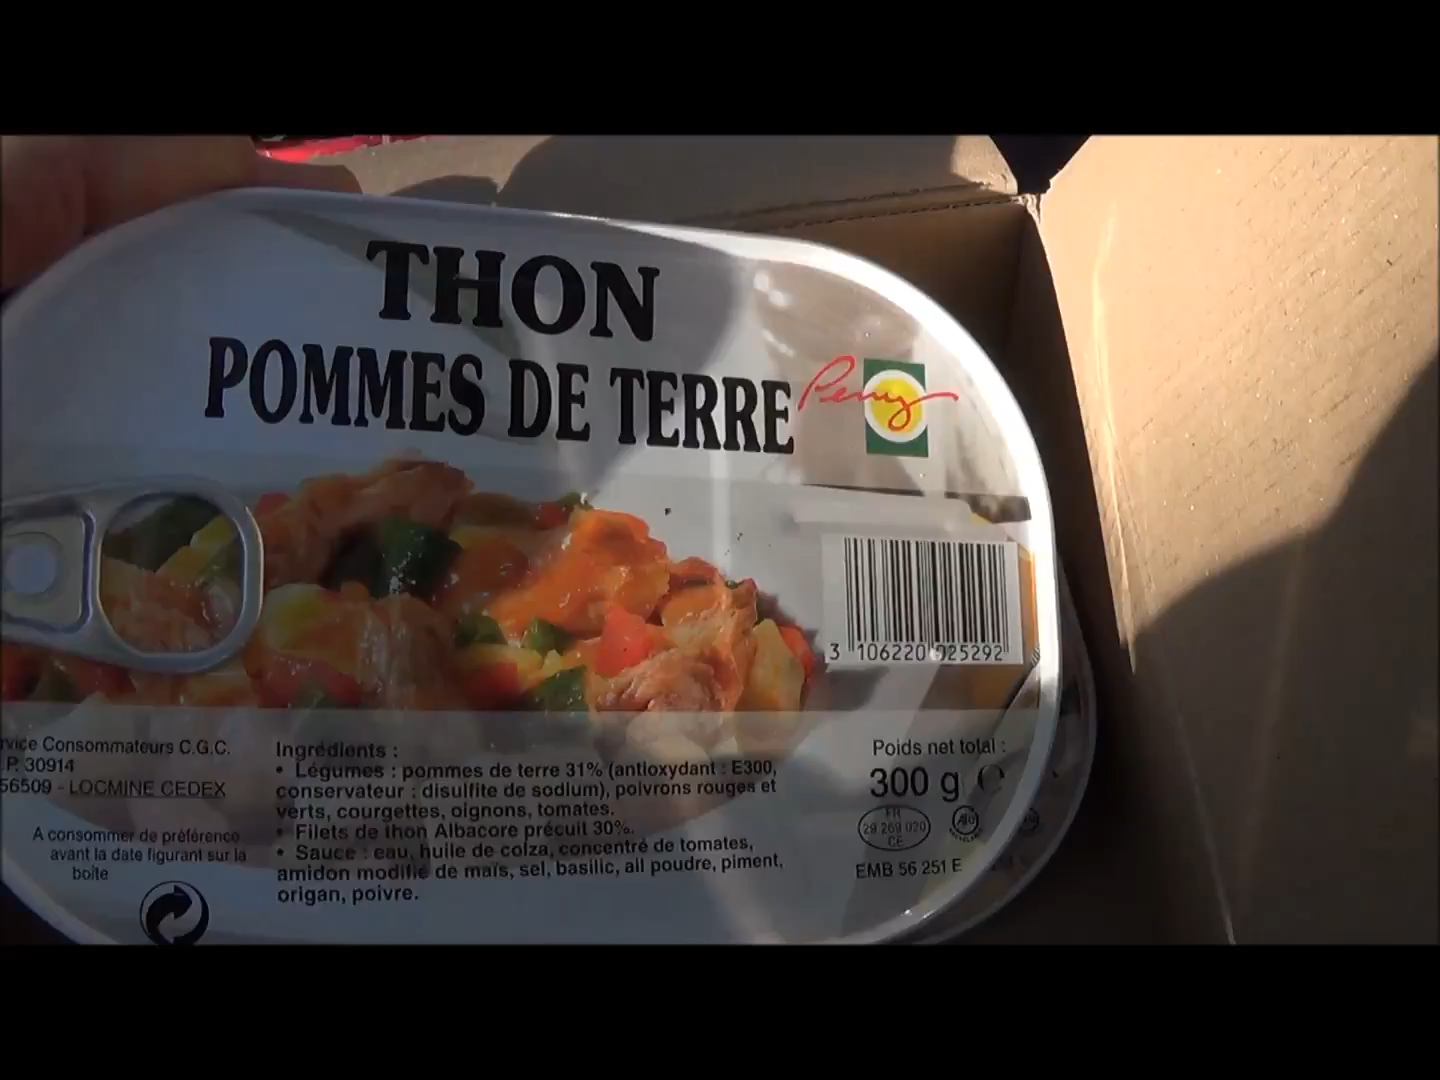 THON
POMMES DE TERRE
Peny
3 106220 025292
rvice Consommateurs C.G.C.
P. 30914
56509 - LOCMINE CEDEX
A consommer de préférence
avant la date figurant sur la
boîte
Ingrédients :
• Légumes : pommes de terre 31% (antioxydant : E300,
conservateur : disulfite de sodium), poivrons rouges et
verts, courgettes, oignons, tomates.
• Filets de thon Albacore précuit 30%.
• Sauce : eau, huile de colza, concentré de tomates,
amidon modifié de maïs, sel, basilic, ail poudre, piment,
origan, poivre.
Poids net total :
300 g e
FR
29 269 020
CE
EMB 56 251 E